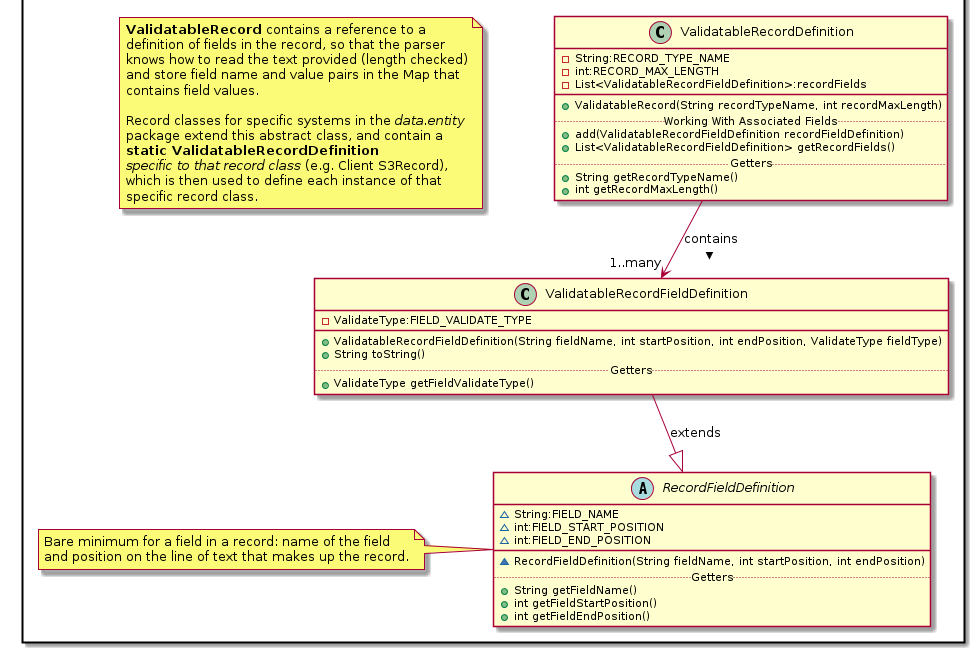 ValidatableRecord contains a reference to a
definition of fields in the record, so that the parser
knows how to read the text provided (length checked)
and store field name and value pairs in the Map that
contains field values.
Record classes for specific systems in the data.entity
package extend this abstract class, and contain a
static ValidatableRecordDefinition
specific to that record class (e.g. Client S3Record),
which is then used to define each instance of that
specific record class.
C ValidatableRecordDefinition
String:RECORD_TYPE_NAME
int:RECORD_MAX_LENGTH
List<ValidatableRecordFieldDefinition>:recordFields
ValidatableRecord(String recordTypeName, int recordMaxLength)
Working With Associated Fields
add(ValidatableRecordFieldDefinition recordFieldDefinition)
List<ValidatableRecordFieldDefinition> getRecordFields()
Getters
String getRecordTypeName()
int getRecordMaxLength()
contains
1..many
C ValidatableRecordFieldDefinition
ValidateType:FIELD_VALIDATE_TYPE
ValidatableRecordFieldDefinition(String fieldName, int startPosition, int endPosition, ValidateType fieldType)
String toString()
Getters
ValidateType getFieldValidateType()
extends
A RecordFieldDefinition
String:FIELD_NAME
int:FIELD_START_POSITION
int:FIELD_END_POSITION
RecordFieldDefinition(String fieldName, int startPosition, int endPosition)
Getters
String getFieldName()
int getFieldStartPosition()
int getFieldEndPosition()
Bare minimum for a field in a record: name of the field
and position on the line of text that makes up the record.